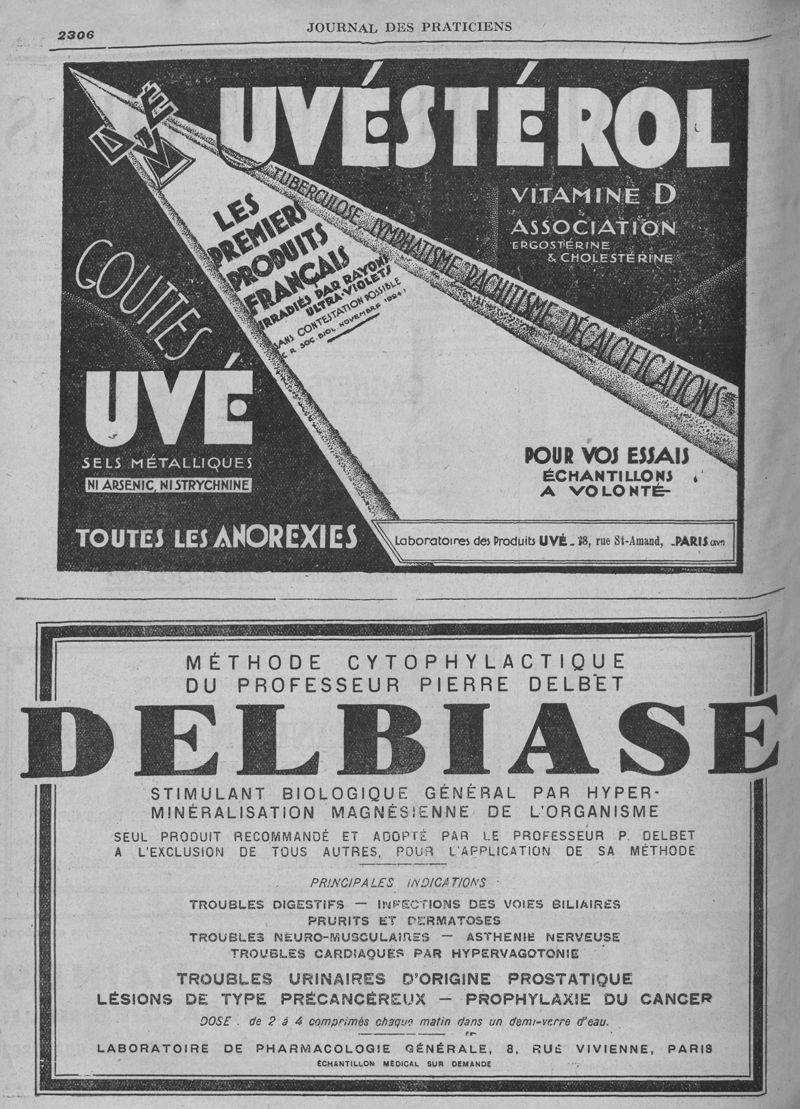 2306
JOURNAL DES PRATICIENS
UVÉ
UVÉSTÉROL
VITAMINE D
ASSOCIATION
ERGOSTÉRINE
& CHOLESTÉRINE
TUBERCULOSE, LYMPHATISME, RACHITISME, DÉCALCIFICATIONS
LES
PREMIERS
PRODUITS
FRANÇAIS
IRRADIÉS PAR RAYONS
ULTRA-VIOLETS
SANS CONTESTATION POSSIBLE
C. R. SOC. BIOL. NOVEMBRE 1924
GOUTTES
UVÉ
SELS MÉTALLIQUES
NI ARSENIC, NI STRYCHNINE
TOUTES LES ANOREXIES
POUR VOS ESSAIS
ÉCHANTILLONS
A VOLONTÉ
Laboratoires des Produits UVÉ - 18, rue St-Amand, - PARIS (XVe)
MÉTHODE CYTOPHYLACTIQUE
DU PROFESSEUR PIERRE DELBET
DELBIASE
STIMULANT BIOLOGIQUE GÉNÉRAL PAR HYPER-
MINÉRALISATION MAGNÉSIENNE DE L'ORGANISME
SEUL PRODUIT RECOMMANDÉ ET ADOPTÉ PAR LE PROFESSEUR P. DELBET
A L'EXCLUSION DE TOUS AUTRES, POUR L'APPLICATION DE SA MÉTHODE
PRINCIPALES INDICATIONS
TROUBLES DIGESTIFS — INFECTIONS DES VOIES BILIAIRES
PRURITS ET DERMATOSES
TROUBLES NEURO-MUSCULAIRES — ASTHENIE NERVEUSE
TROUBLES CARDIAQUES PAR HYPERVAGOTONIE
TROUBLES URINAIRES D'ORIGINE PROSTATIQUE
LÉSIONS DE TYPE PRÉCANCÉREUX — PROPHYLAXIE DU CANCER
DOSE : de 2 à 4 comprimés chaque matin dans un demi-verre d'eau.
LABORATOIRE DE PHARMACOLOGIE GÉNÉRALE, 8, RUE VIVIENNE, PARIS
ÉCHANTILLON MÉDICAL SUR DEMANDE